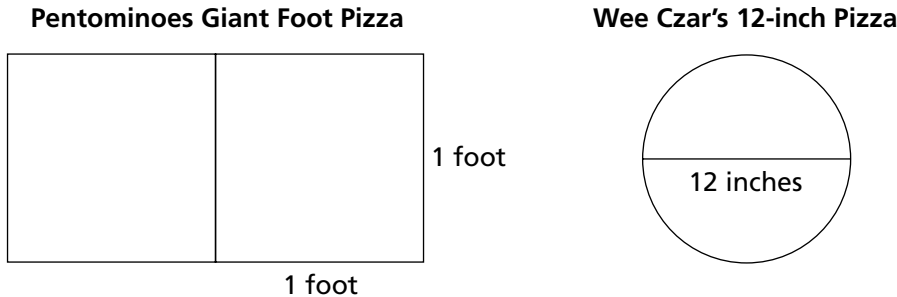 Pentominoes Giant Foot Pizza
Wee Czar's 12-inch Pizza
1 foot
12 inches
1 foot